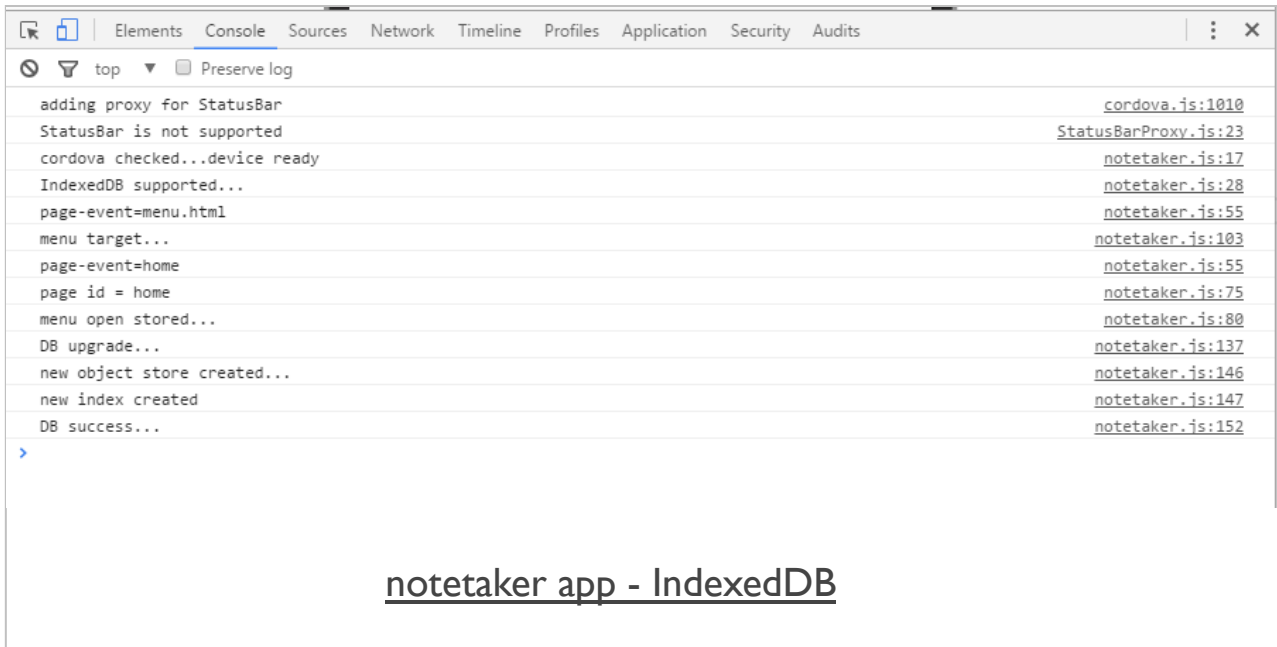 Elements Console Sources Network Timeline Profiles Application Security Audits
top Preserve log
adding proxy for StatusBar cordova.js:1010
StatusBar is not supported StatusBarProxy.js:23
cordova checked...device ready notetaker.js:17
IndexedDB supported... notetaker.js:28
page-event=menu.html notetaker.js:55
menu target... notetaker.js:103
page-event=home notetaker.js:55
page id = home notetaker.js:75
menu open stored... notetaker.js:80
DB upgrade... notetaker.js:137
new object store created... notetaker.js:146
new index created notetaker.js:147
DB success... notetaker.js:152
notetaker app - IndexedDB